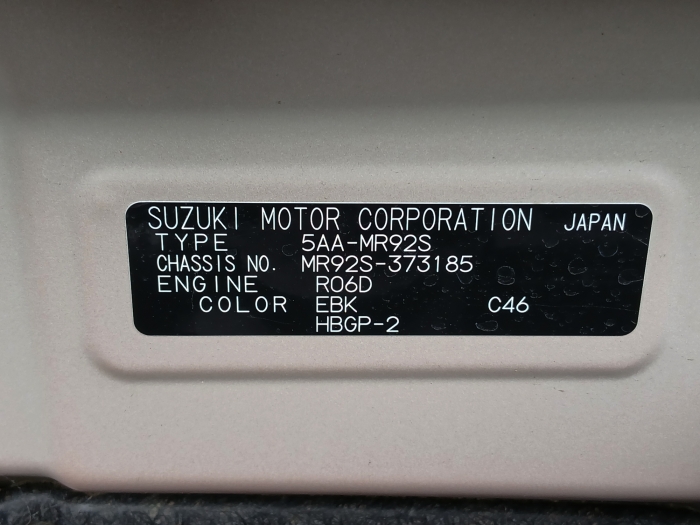 SUZUKI MOTOR CORPORATION JAPAN
TYPE 5AA-MR92S
CHASSIS NO. MR92S-373185
ENGINE R06D
COLOR EBK C46
HBGP-2